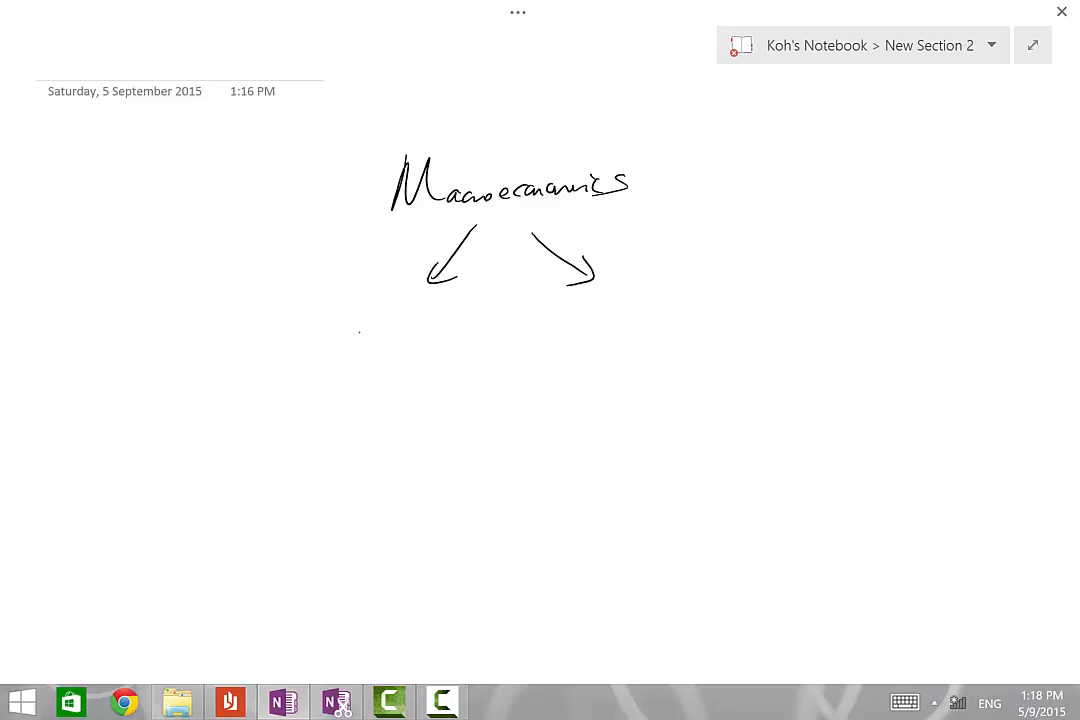 Koh's Notebook > New Section 2
Saturday, 5 September 2015 1:16 PM
Macroeconomics
ENG
1:18 PM
5/9/2015